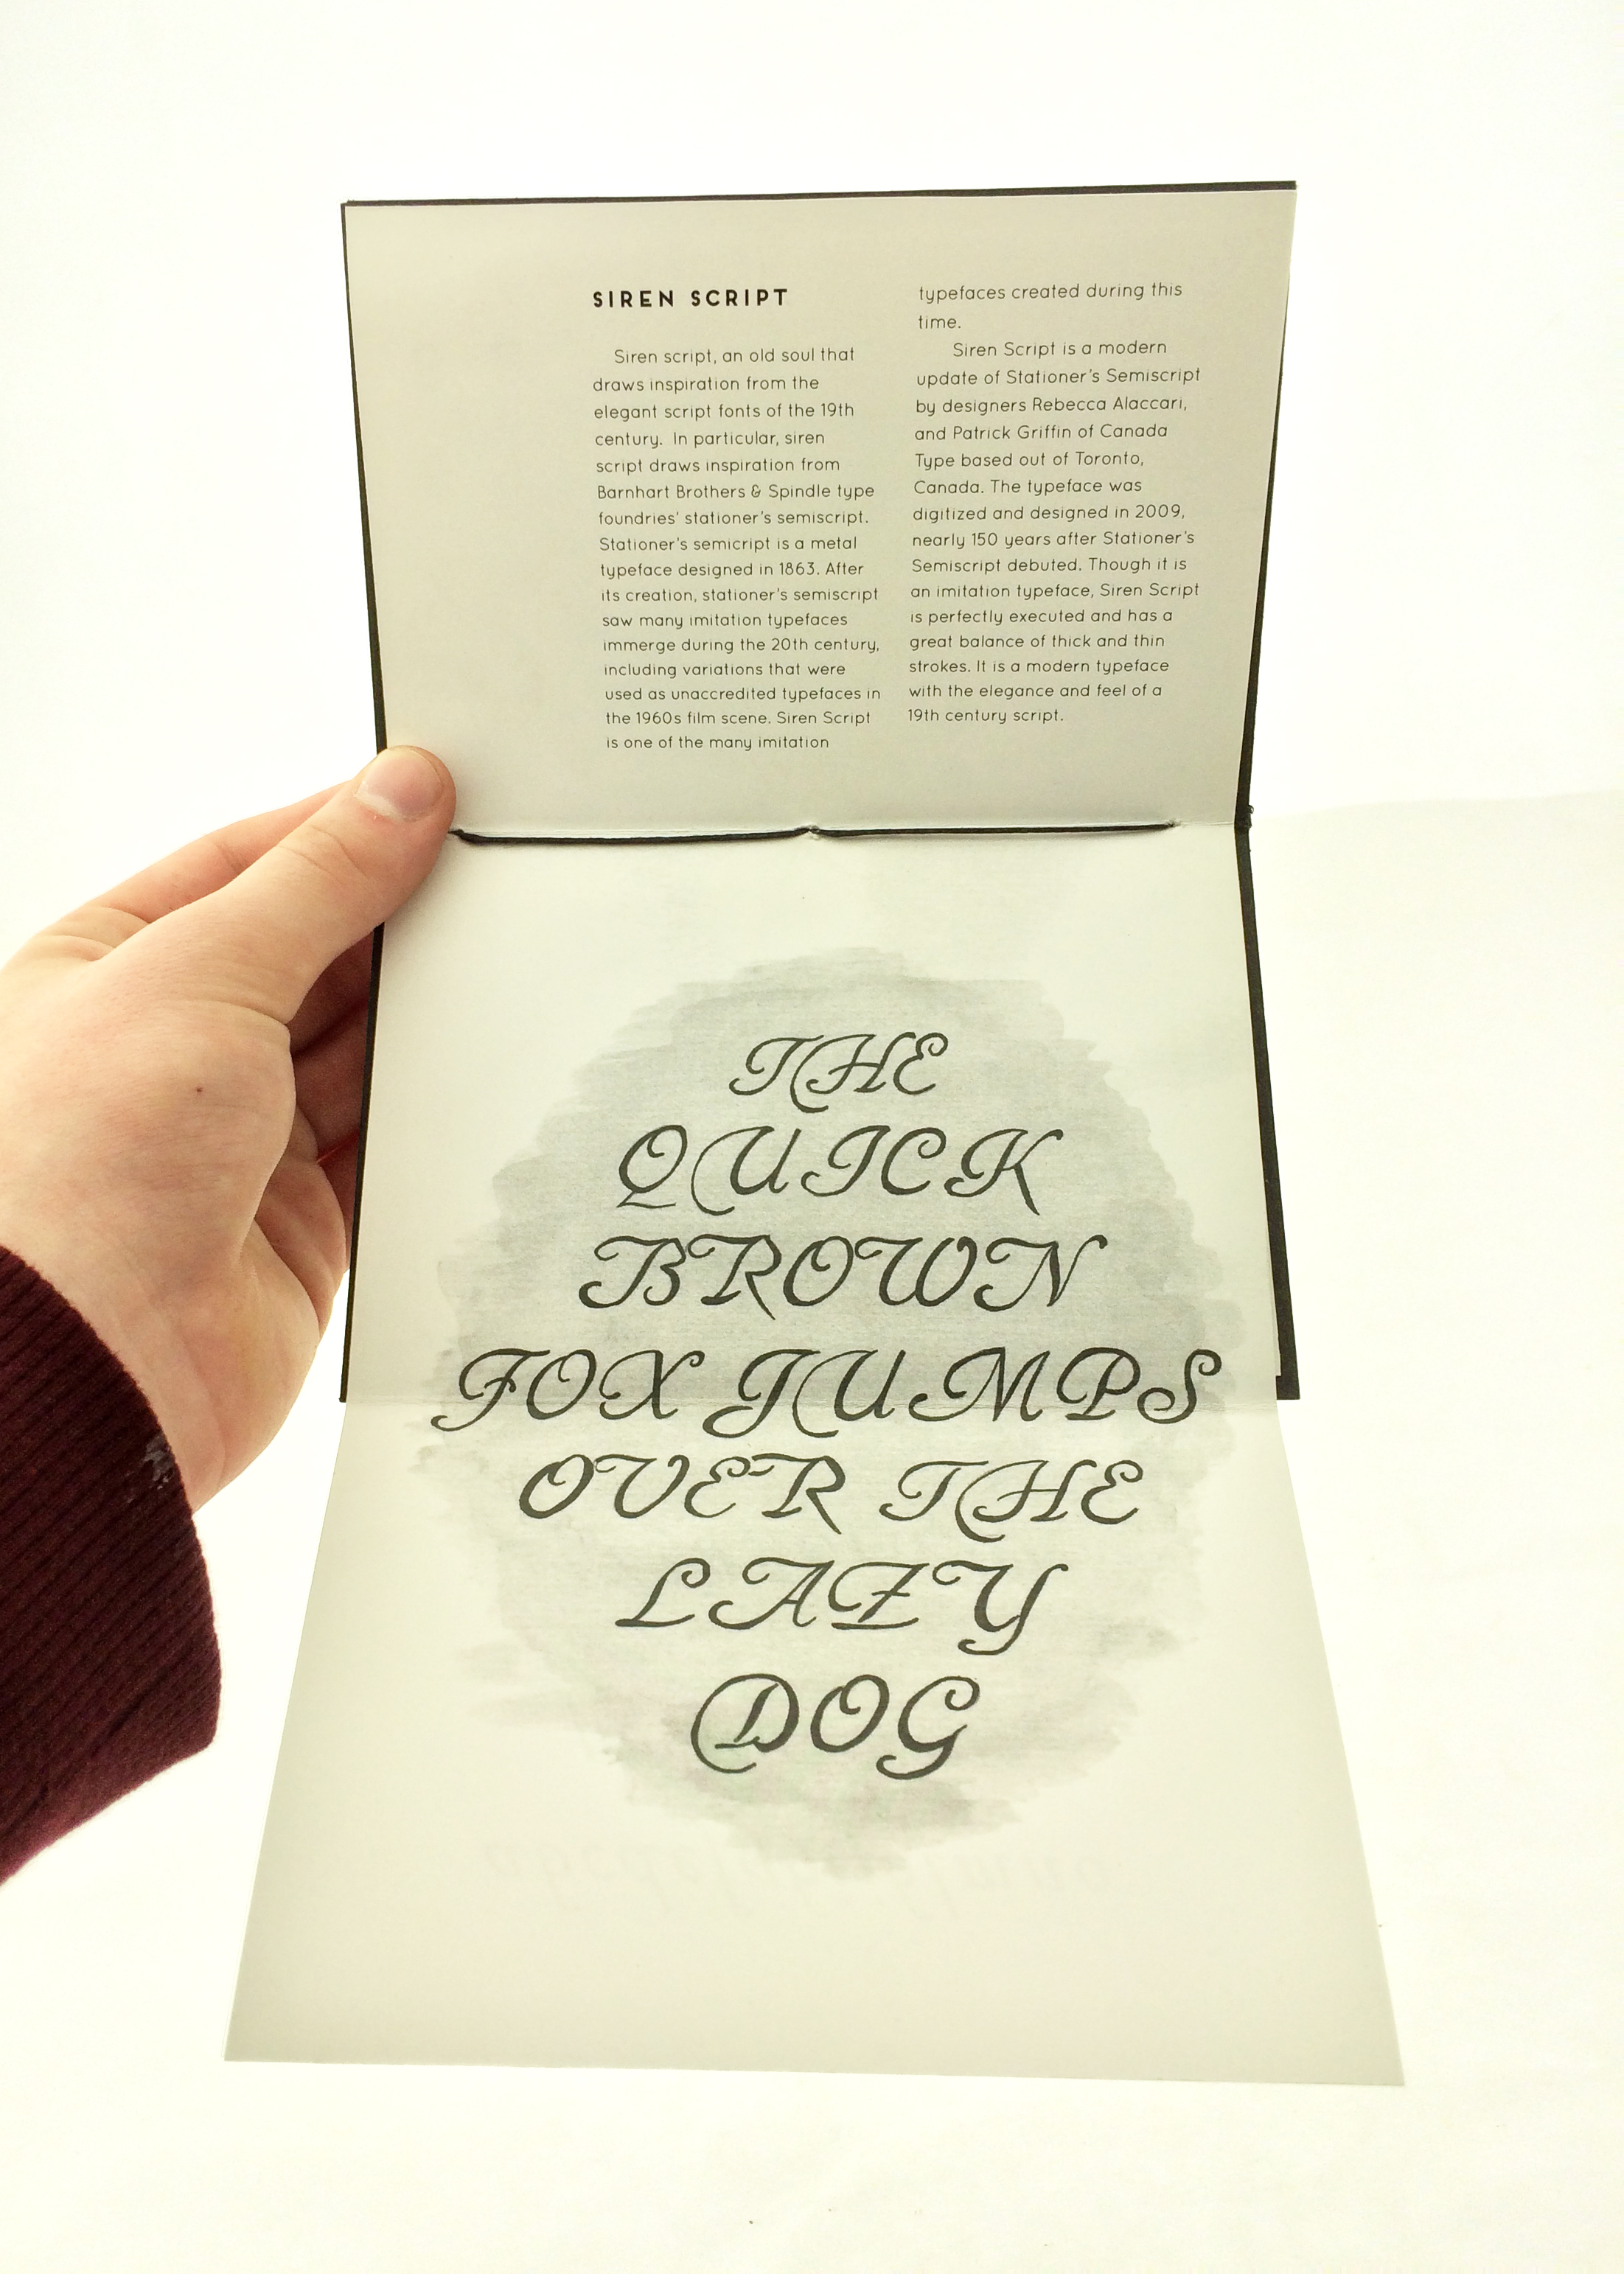 SIREN SCRIPT
Siren script, an old soul that
draws inspiration from the
elegant script fonts of the 19th
century. In particular, siren
script draws inspiration from
Barnhart Brothers & Spindle type
foundries' stationer's semiscript.
Stationer's semicript is a metal
typeface designed in 1863. After
its creation, stationer's semiscript
saw many imitation typefaces
immerge during the 20th century,
including variations that were
used as unaccredited typefaces in
the 1960s film scene. Siren Script
is one of the many imitation
typefaces created during this
time.
Siren Script is a modern
update of Stationer's Semiscript
by designers Rebecca Alaccari,
and Patrick Griffin of Canada
Type based out of Toronto,
Canada. The typeface was
digitized and designed in 2009,
nearly 150 years after Stationer's
Semiscript debuted. Though it is
an imitation typeface, Siren Script
is perfectly executed and has a
great balance of thick and thin
strokes. It is a modern typeface
with the elegance and feel of a
19th century script.
THE
QUICK
BROWN
FOX JUMPS
OVER THE
LAZY
DOG